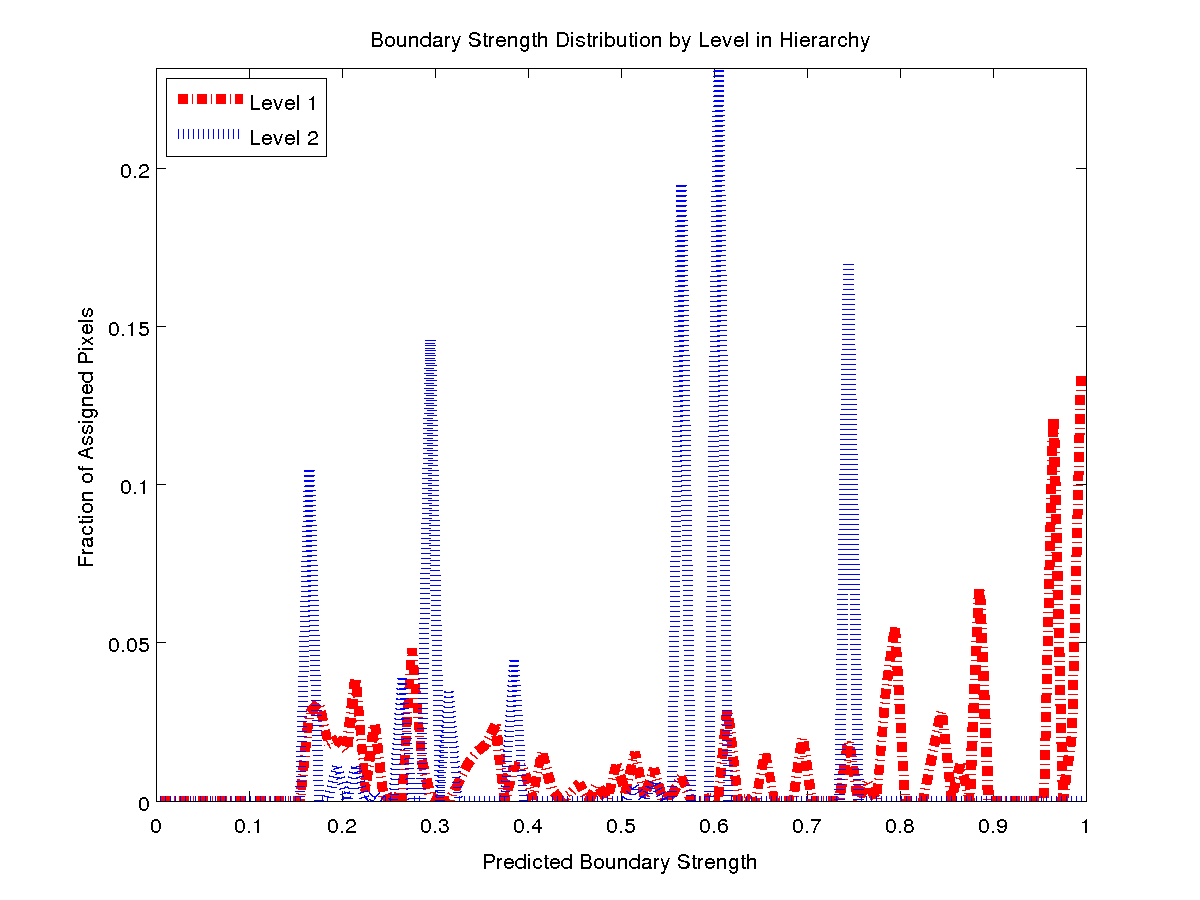 Boundary Strength Distribution by Level in Hierarchy
Level 1
Level 2
Fraction of Assigned Pixels
0.2
0.15
0.1
0.05
0
0 0.1 0.2 0.3 0.4 0.5 0.6 0.7 0.8 0.9 1
Predicted Boundary Strength